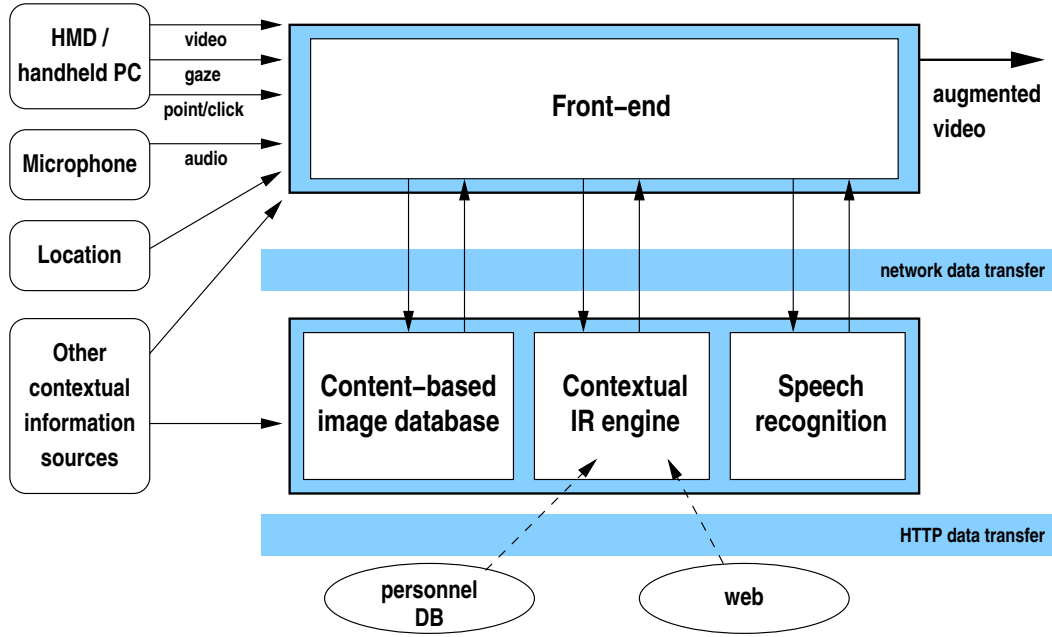 HMD /
handheld PC
video
gaze
point/click
Microphone
audio
Location
Other
contextual
information
sources
Front−end
augmented
video
network data transfer
Content−based
image database
Contextual
IR engine
Speech
recognition
HTTP data transfer
personnel
DB
web